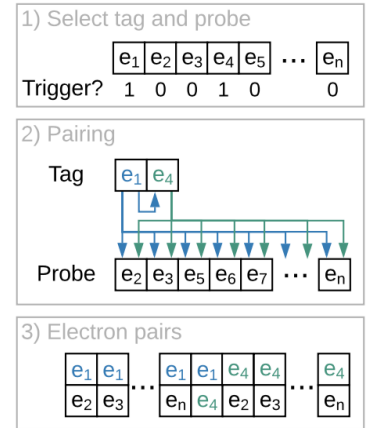 1) Select tag and probe
e₁ e₂ e₃ e₄ e₅ ··· eₙ
Trigger? 1 0 0 1 0 0
2) Pairing
Tag e₁ e₄
Probe e₂ e₃ e₅ e₆ e₇ ··· eₙ
3) Electron pairs
e₁ e₁ ··· e₁ e₁ e₄ e₄ ··· e₄
e₂ e₃ eₙ e₄ e₂ e₃ eₙ